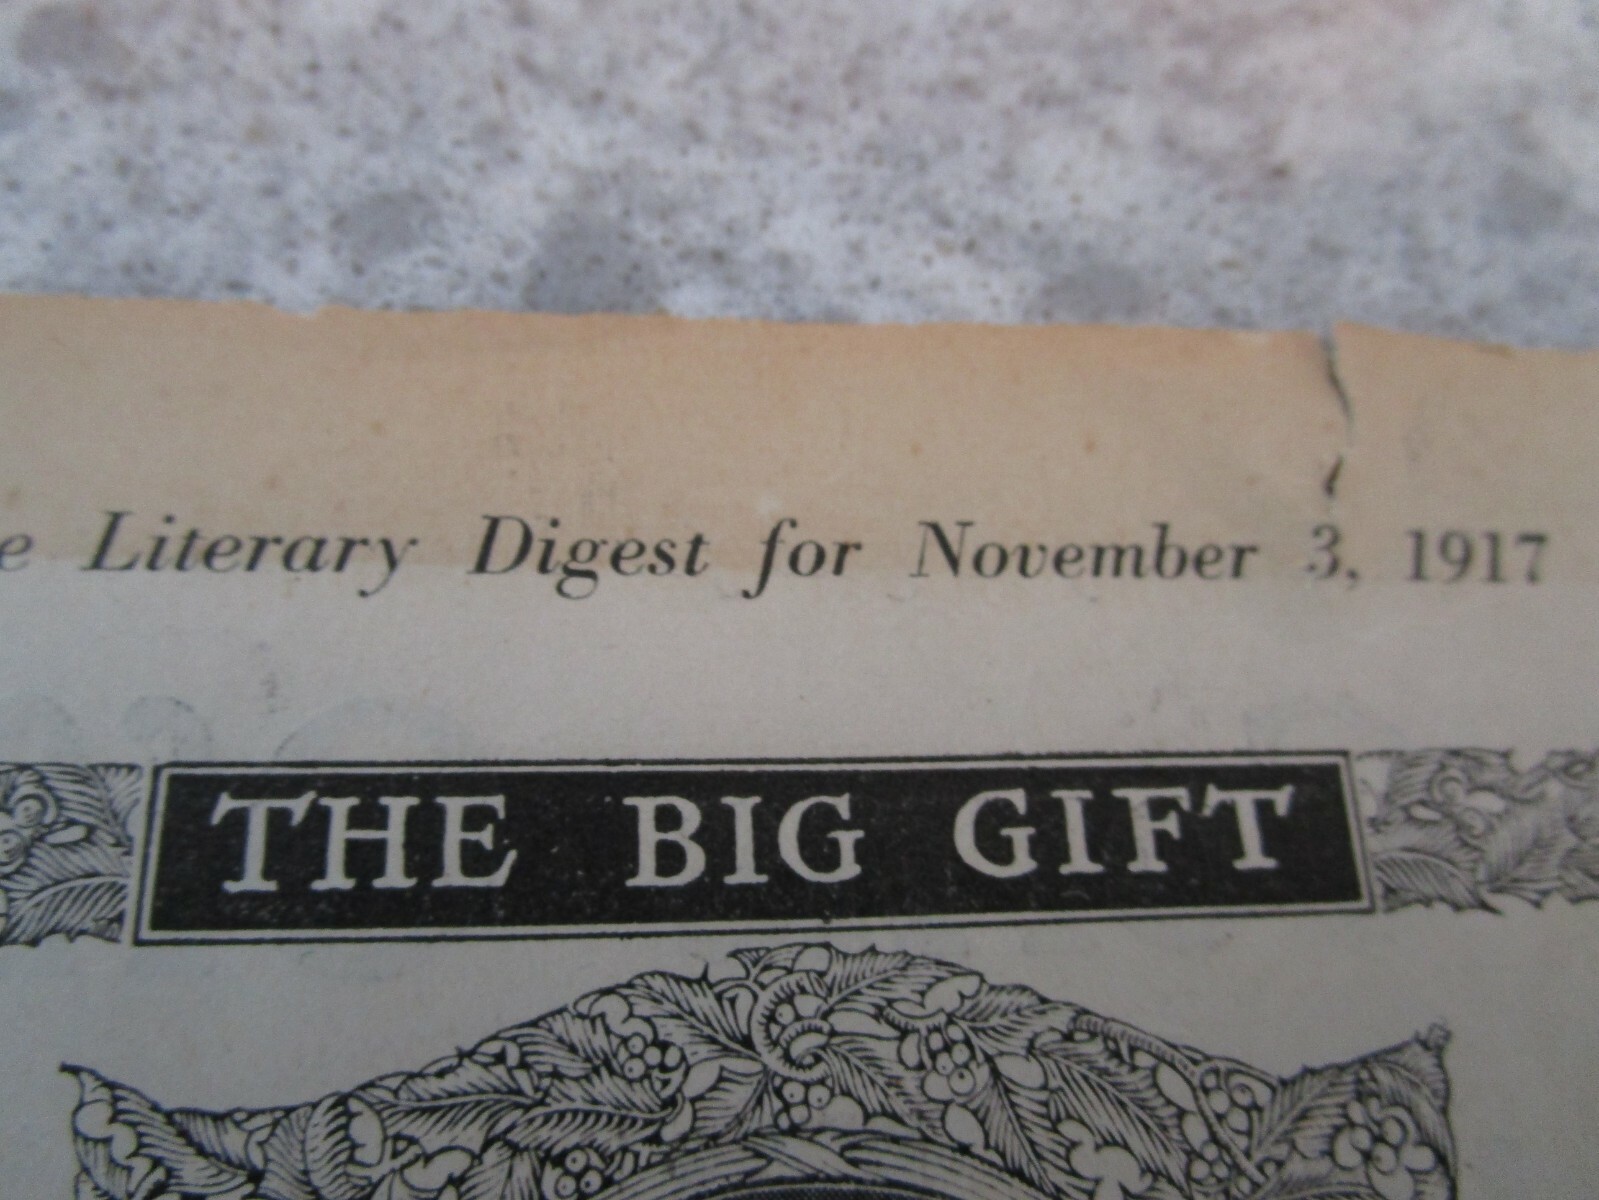 e Literary Digest for November 3, 1917
THE BIG GIFT